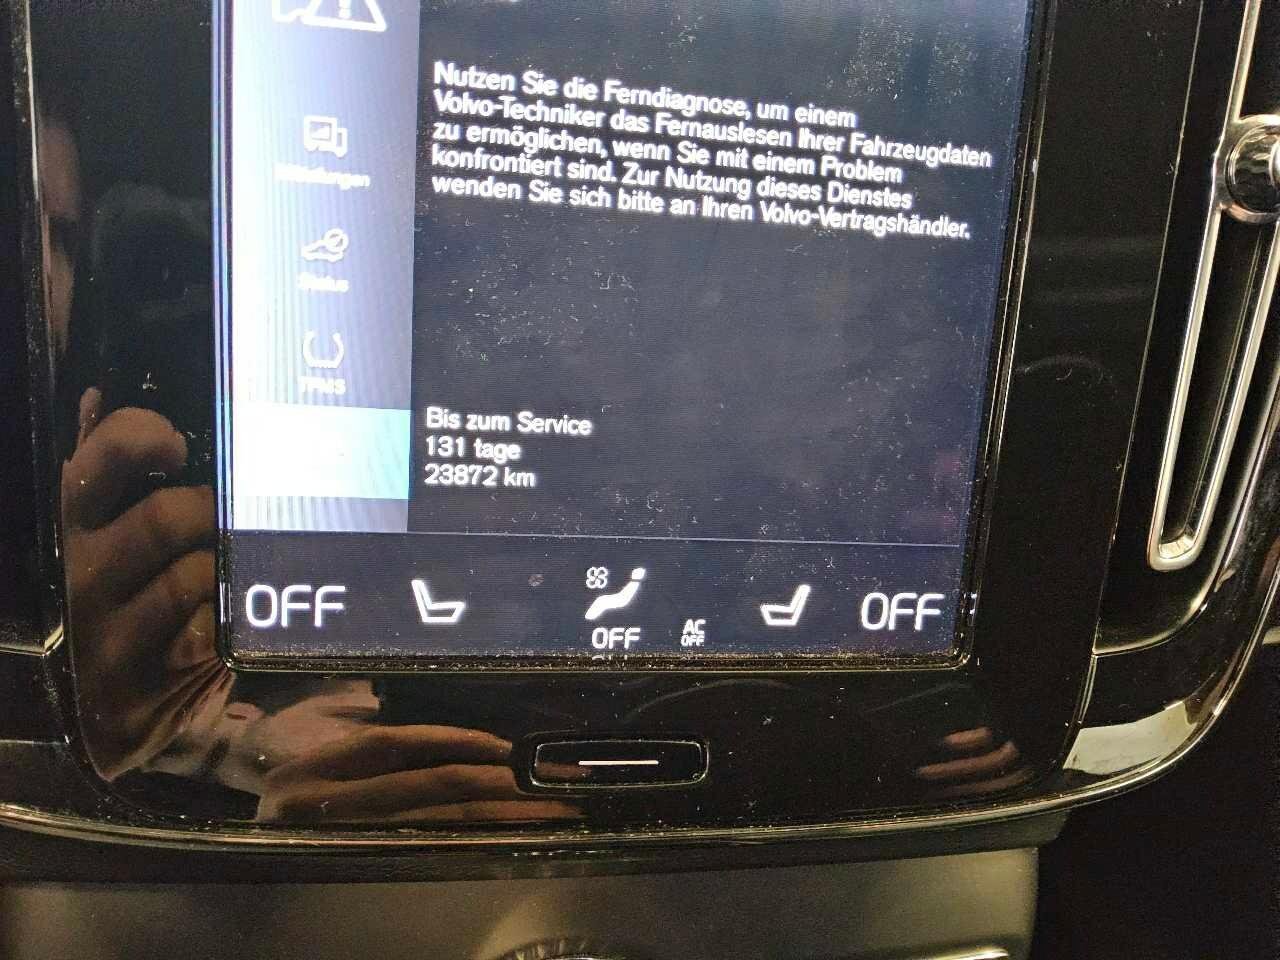 Nutzen Sie die Ferndiagnose, um einem
Volvo-Techniker das Fernauslesen Ihrer Fahrzeugdaten
zu ermöglichen, wenn Sie mit einem Problem
konfrontiert sind. Zur Nutzung dieses Dienstes
wenden Sie sich bitte an Ihren Volvo-Vertragshändler.
Status
TPMS
Bis zum Service
131 tage
23872 km
OFF
OFF
AC
OFF
OFF